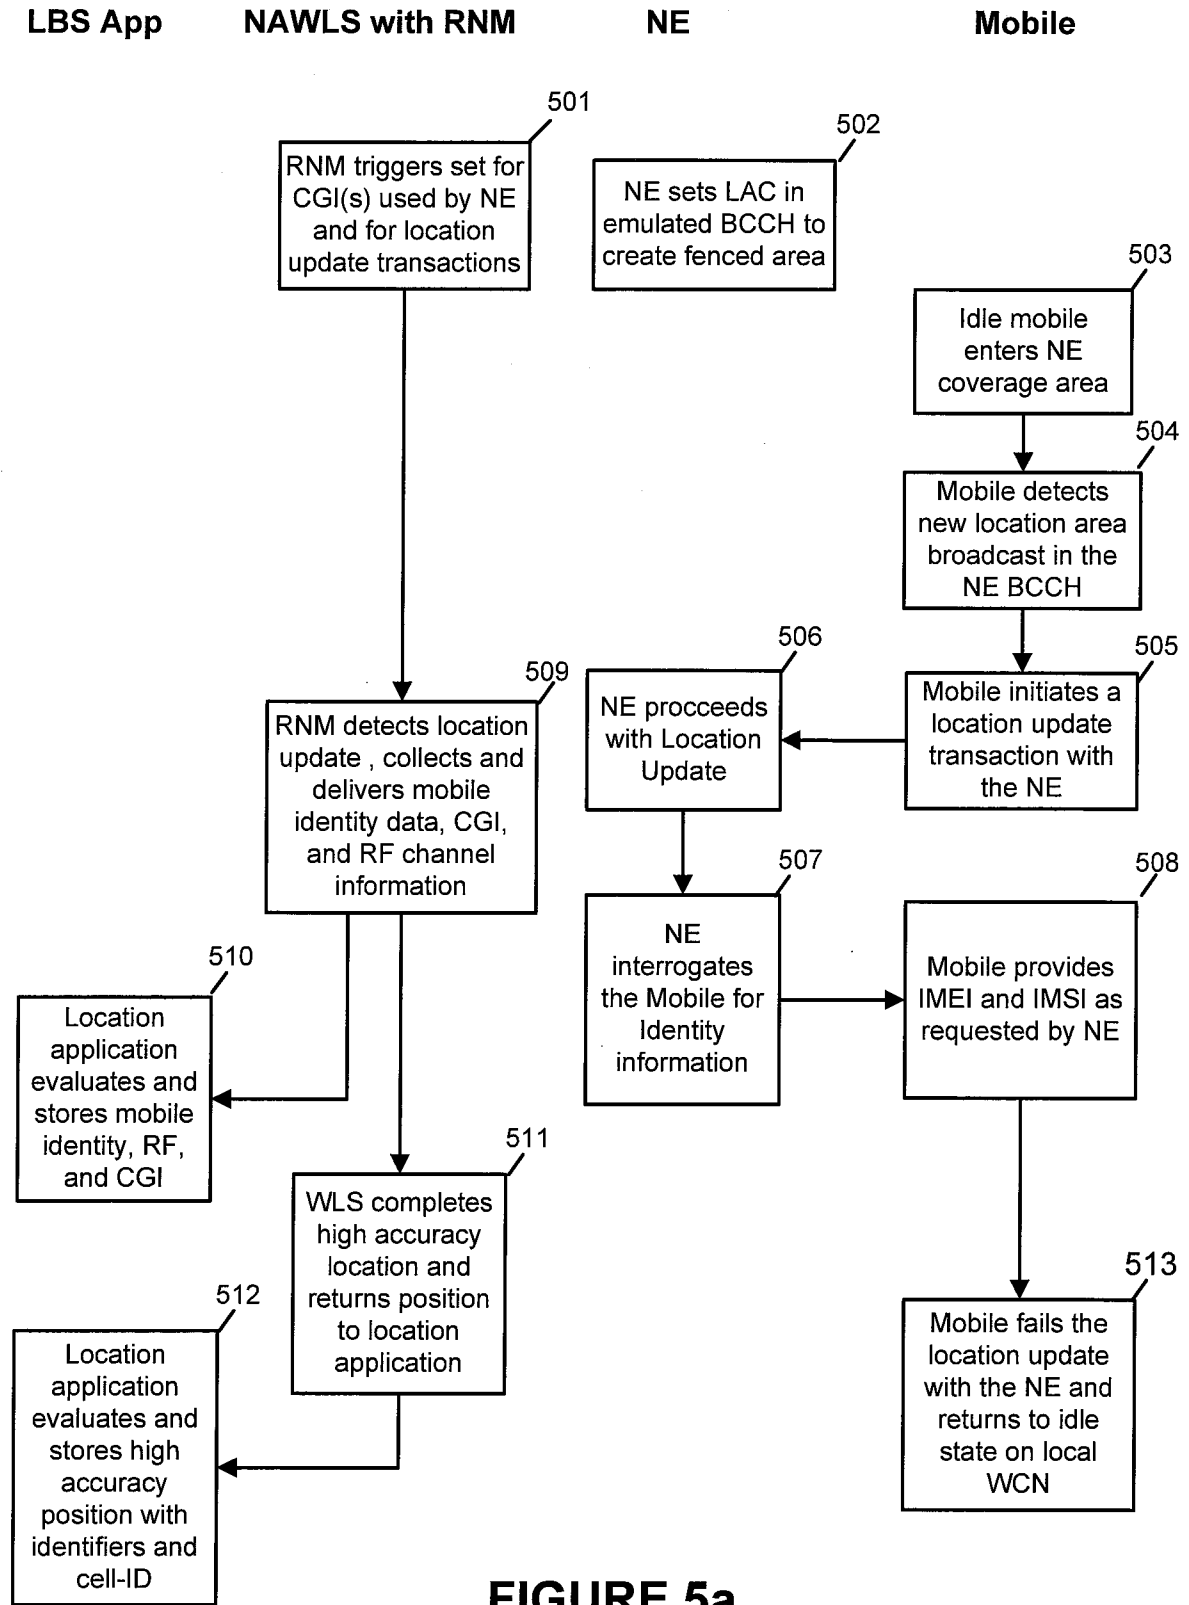 LBS App
NAWLS with RNM
NE
Mobile
501
RNM triggers set for
CGI(s) used by NE
and for location
update transactions
502
NE sets LAC in
emulated BCCH to
create fenced area
503
Idle mobile
enters NE
coverage area
504
Mobile detects
new location area
broadcast in the
NE BCCH
505
Mobile initiates a
location update
transaction with
the NE
506
NE procceeds
with Location
Update
507
NE
interrogates
the Mobile for
Identity
information
508
Mobile provides
IMEI and IMSI as
requested by NE
509
RNM detects location
update , collects and
delivers mobile
identity data, CGI,
and RF channel
information
510
Location
application
evaluates and
stores mobile
identity, RF,
and CGI
511
WLS completes
high accuracy
location and
returns position
to location
application
512
Location
application
evaluates and
stores high
accuracy
position with
identifiers and
cell-ID
513
Mobile fails the
location update
with the NE and
returns to idle
state on local
WCN
FIGURE 5a